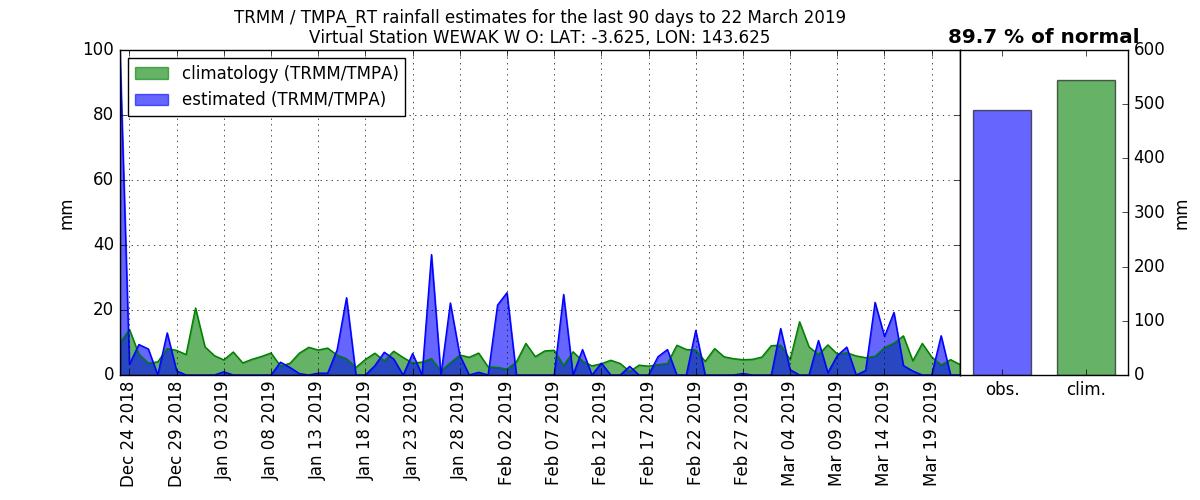 TRMM / TMPA_RT rainfall estimates for the last 90 days to 22 March 2019
Virtual Station WEWAK W O: LAT: -3.625, LON: 143.625
89.7 % of normal
climatology (TRMM/TMPA)
estimated (TRMM/TMPA)
100
80
60
40
20
0
mm
Dec 24 2018
Dec 29 2018
Jan 03 2019
Jan 08 2019
Jan 13 2019
Jan 18 2019
Jan 23 2019
Jan 28 2019
Feb 02 2019
Feb 07 2019
Feb 12 2019
Feb 17 2019
Feb 22 2019
Feb 27 2019
Mar 04 2019
Mar 09 2019
Mar 14 2019
Mar 19 2019
600
500
400
300
200
100
0
mm
obs.
clim.